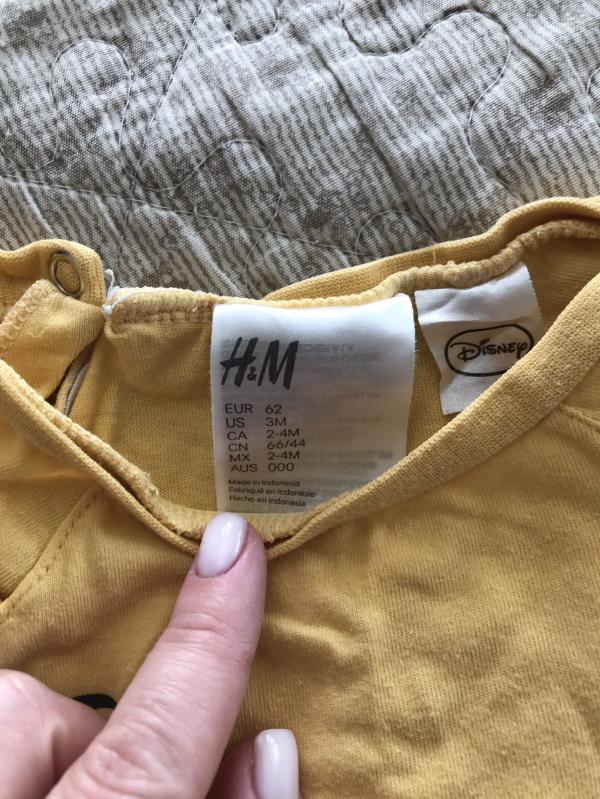 H&M
EUR 62
US 3M
CA 2-4M
CN 66/44
MX 2-4M
AUS 000
Made in Indonesia
Fabriqué en Indonésie
Hecho en Indonesia
DISNEY